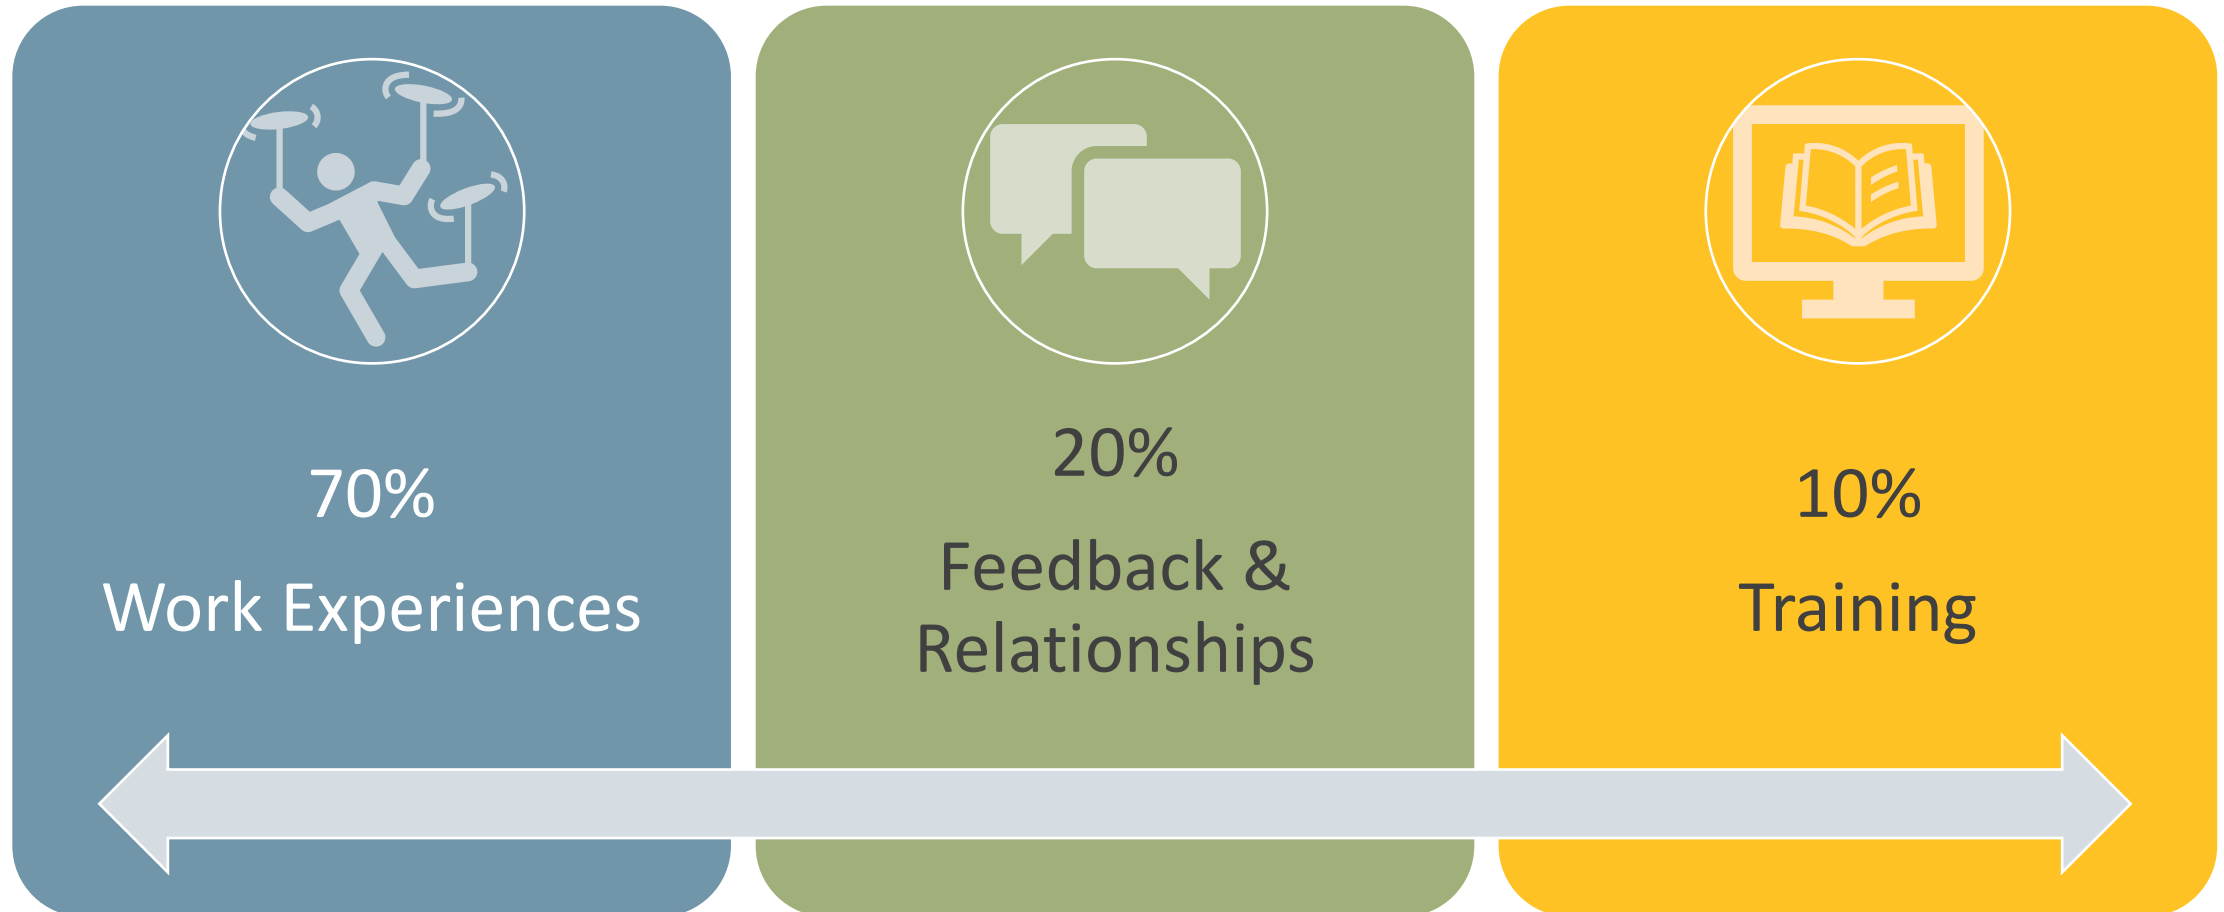 70%
Work Experiences
20%
Feedback &
Relationships
10%
Training